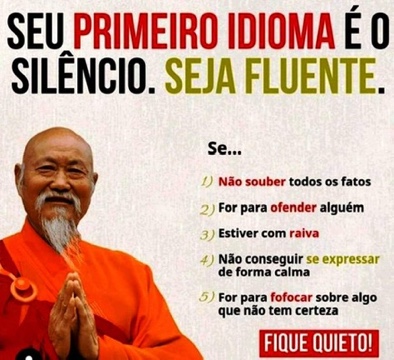 SEU PRIMEIRO IDIOMA É O
SILÊNCIO. SEJA FLUENTE.
Se...
1) Não souber todos os fatos
2) For para ofender alguém
3) Estiver com raiva
4) Não conseguir se expressar
de forma calma
5) For para fofocar sobre algo
que não tem certeza
FIQUE QUIETO!